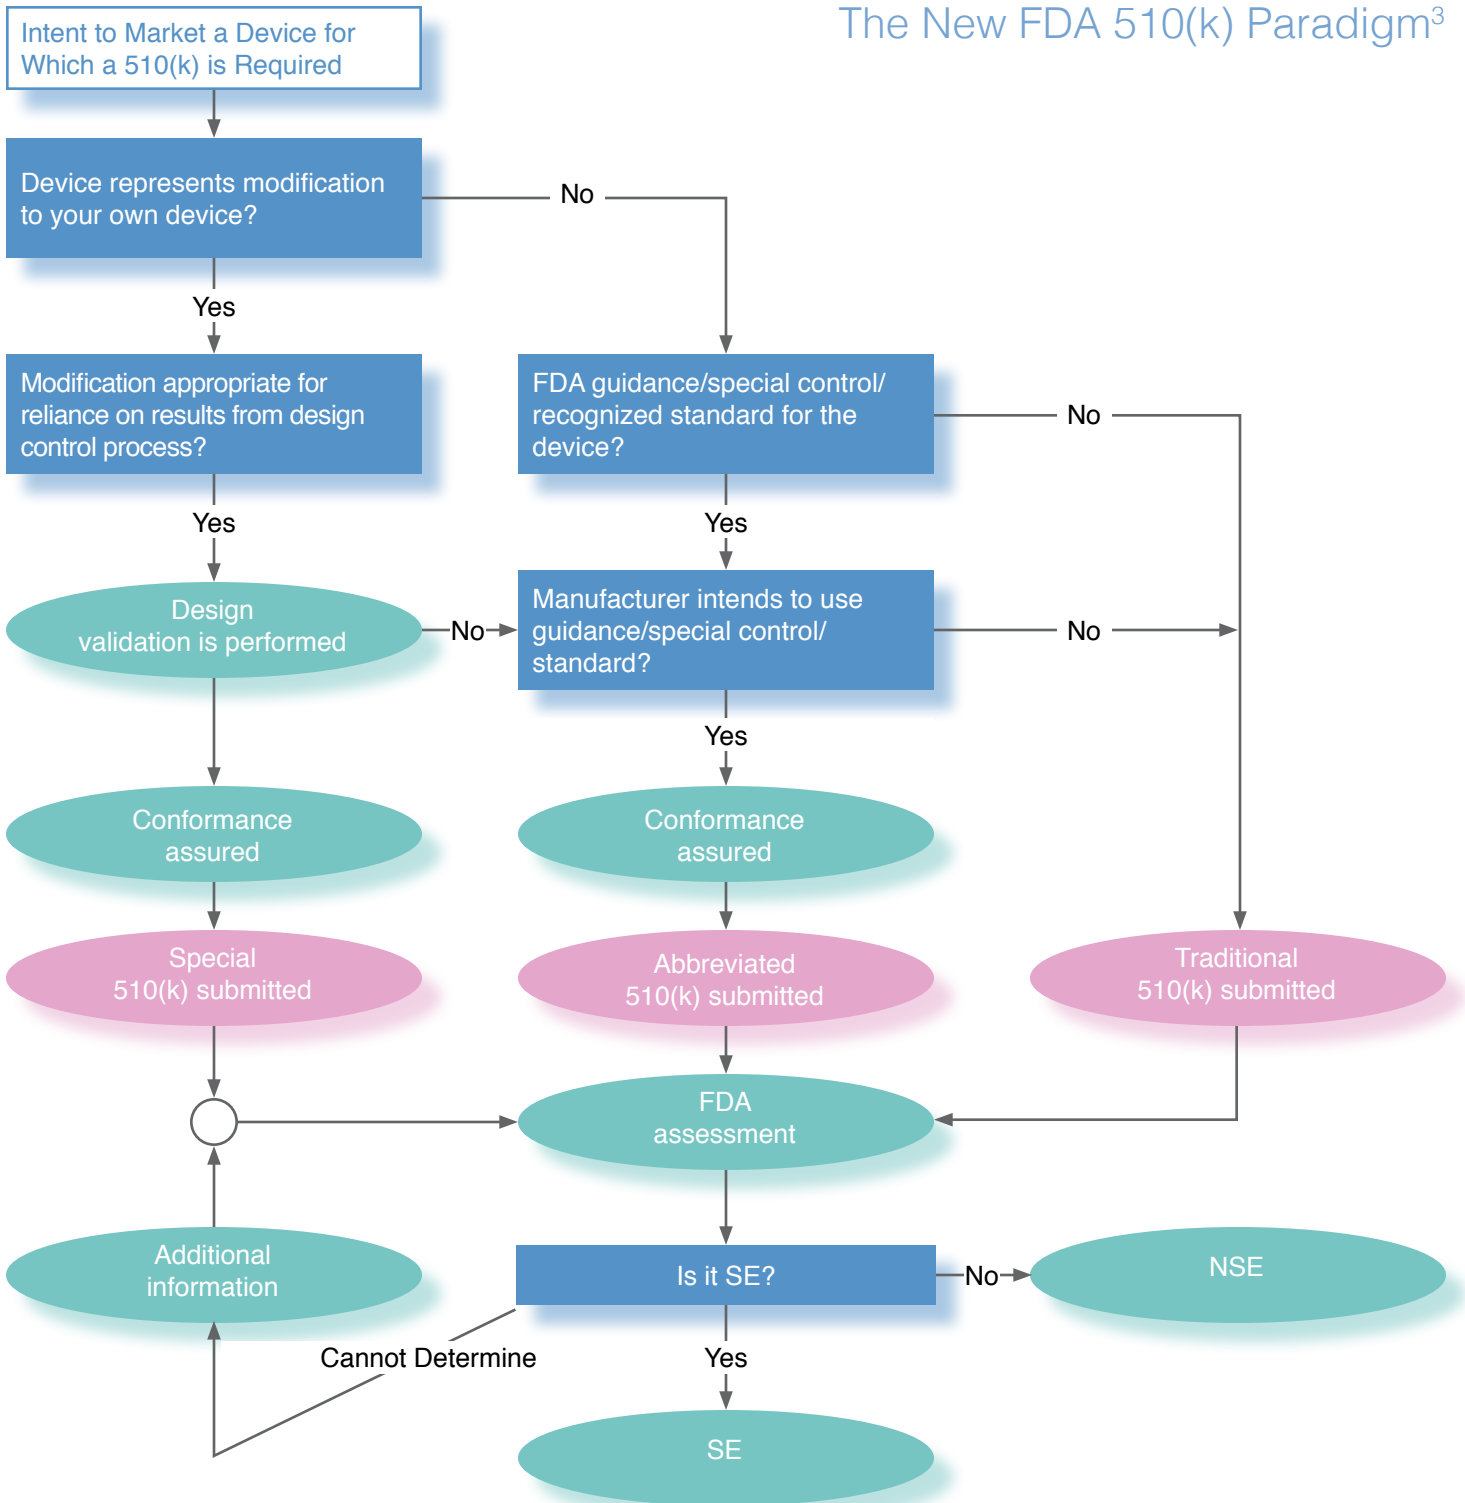 The New FDA 510(k) Paradigm³
Intent to Market a Device for
Which a 510(k) is Required
Device represents modification
to your own device?
No
Yes
Modification appropriate for
reliance on results from design
control process?
FDA guidance/special control/
recognized standard for the
device?
No
Yes
Yes
Design
validation is performed
No
Manufacturer intends to use
guidance/special control/
standard?
No
Yes
Conformance
assured
Conformance
assured
Special
510(k) submitted
Abbreviated
510(k) submitted
Traditional
510(k) submitted
FDA
assessment
Additional
information
Is it SE?
No
NSE
Cannot Determine
Yes
SE